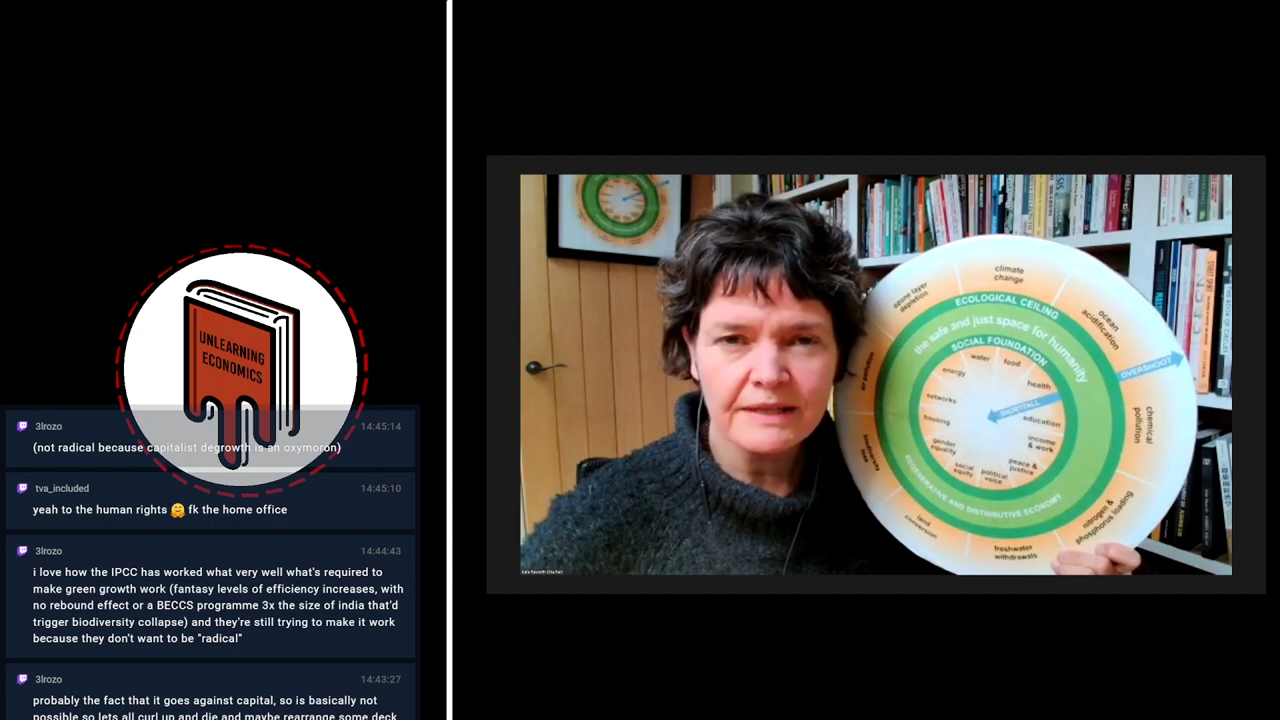 UNLEARNING
ECONOMICS
3lrozo 14:45:14
(not radical because capitalist degrowth is an oxymoron)
tva_included 14:45:10
yeah to the human rights 🤗 fk the home office
3lrozo 14:44:43
i love how the IPCC has worked what very well what's required to
make green growth work (fantasy levels of efficiency increases, with
no rebound effect or a BECCS programme 3x the size of india that'd
trigger biodiversity collapse) and they're still trying to make it work
because they don't want to be "radical"
3lrozo 14:43:27
probably the fact that it goes against capital, so is basically not
possible so lets all curl up and die and maybe rearrange some deck
climate
change
ozone layer
depletion
ocean
acidification
air pollution
ECOLOGICAL CEILING
the safe and just space for humanity
SOCIAL FOUNDATION
OVERSHOOT
water
food
energy
health
networks
SHORTFALL
education
housing
income
& work
gender
equality
peace &
justice
social
equity
political
voice
chemical
pollution
biodiversity
loss
REGENERATIVE AND DISTRIBUTIVE ECONOMY
land
conversion
freshwater
withdrawals
nitrogen &
phosphorus loading